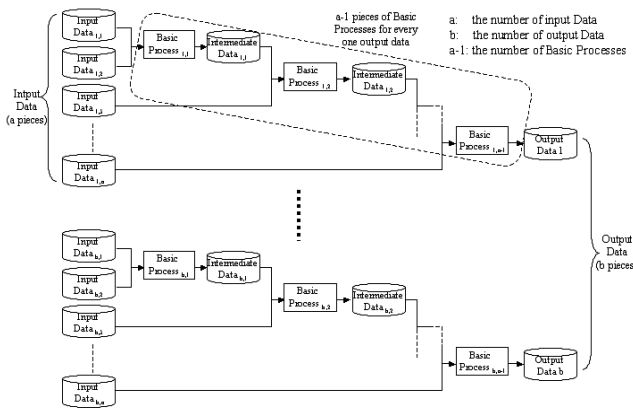 a-1 pieces of Basic
Processes for every
one output data
a: the number of input Data
b: the number of output Data
a-1: the number of Basic Processes
Intput
Data
(a pieces)
Input
Data 1,1
Input
Data 1,2
Input
Data 1,3
Input
Data 1,a
Basic
Process 1,1
Intermediate
Data 1,1
Basic
Process 1,2
Intermediate
Data 1,2
Basic
Process 1,a-1
Output
Data 1
Input
Data b,1
Input
Data b,2
Input
Data b,3
Input
Data b,a
Basic
Process b,1
Intermediate
Data b,1
Basic
Process b,2
Intermediate
Data b,2
Basic
Process b,a-1
Output
Data b
Output
Data
(b pieces